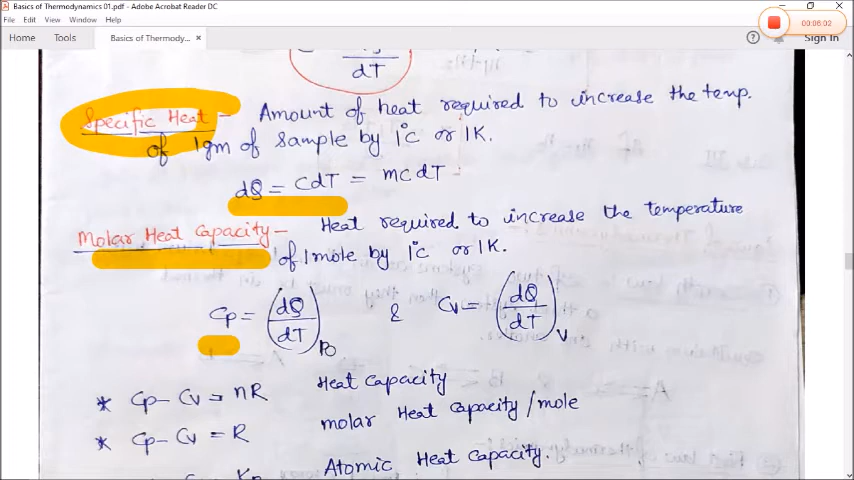 Basics of Thermodynamics 01.pdf - Adobe Acrobat Reader DC
File Edit View Window Help
Home Tools Basics of Thermody... ×
00:06:02
Sign In
dT
Specific Heat - Amount of heat required to increase the temp.
of 1gm of sample by 1°C or 1K.
dQ = CdT = mcdT
Molar Heat Capacity - Heat required to increase the temperature
of 1 mole by 1°C or 1K.
Cp = (dQ/dT) & Cv = (dQ/dT)V
* Cp - Cv = nR Heat Capacity
* Cp - Cv = R molar Heat Capacity/mole
Atomic Heat Capacity.